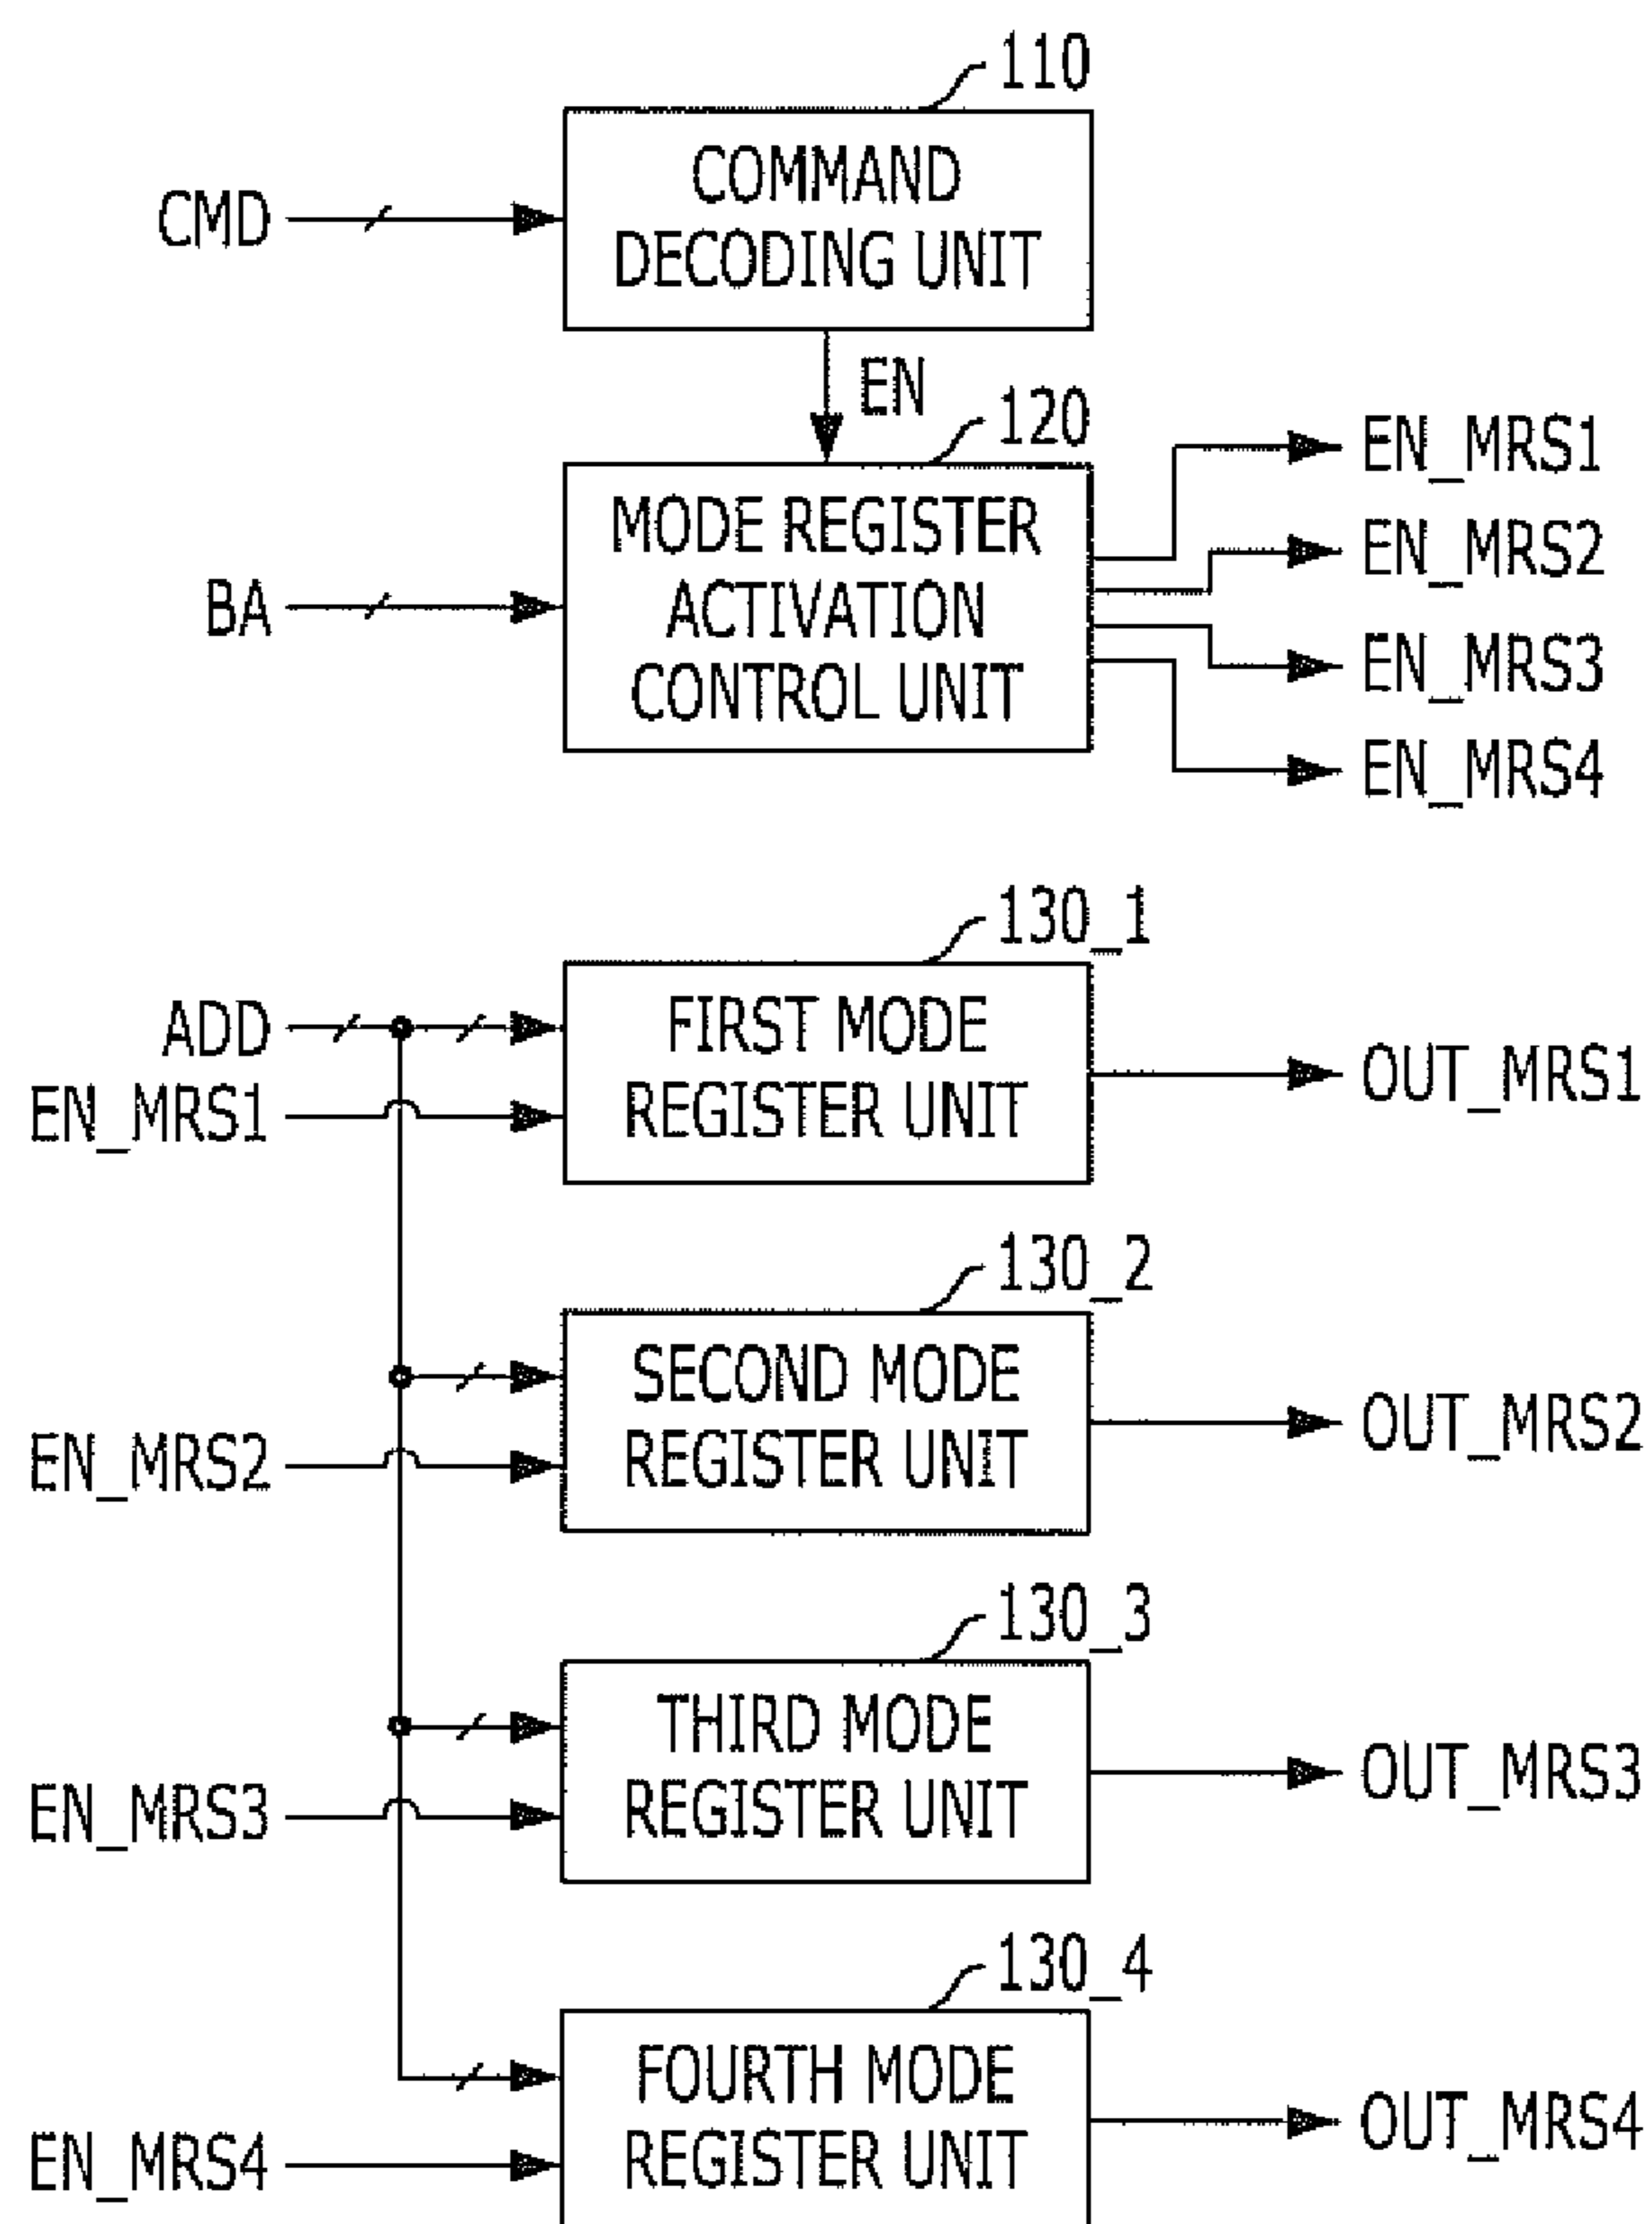 110
COMMAND
DECODING UNIT
CMD
EN
120
MODE REGISTER
ACTIVATION
CONTROL UNIT
BA
EN_MRS1
EN_MRS2
EN_MRS3
EN_MRS4
130_1
ADD
EN_MRS1
FIRST MODE
REGISTER UNIT
OUT_MRS1
130_2
SECOND MODE
REGISTER UNIT
EN_MRS2
OUT_MRS2
130_3
THIRD MODE
REGISTER UNIT
EN_MRS3
OUT_MRS3
130_4
FOURTH MODE
REGISTER UNIT
EN_MRS4
OUT_MRS4